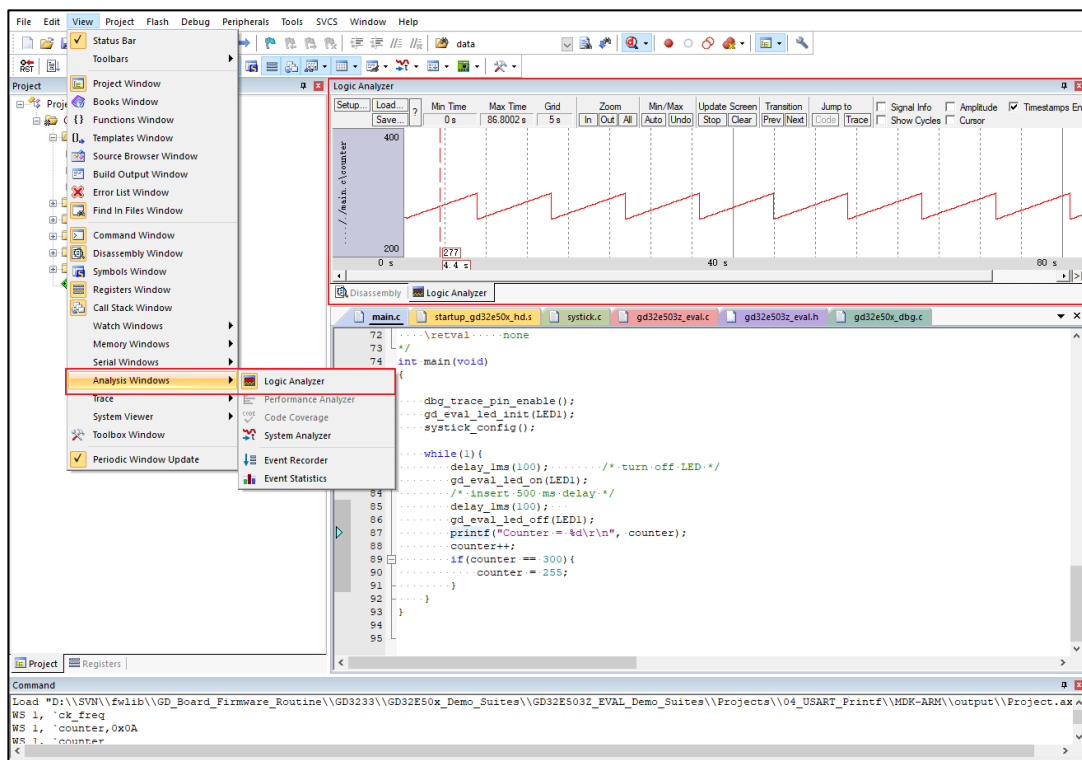 File Edit View Project Flash Debug Peripherals Tools SVCS Window Help
data
RST
Status Bar
Toolbars
Project Window
Books Window
Functions Window
Templates Window
Source Browser Window
Build Output Window
Error List Window
Find In Files Window
Command Window
Disassembly Window
Symbols Window
Registers Window
Call Stack Window
Watch Windows
Memory Windows
Serial Windows
Analysis Windows
Trace
System Viewer
Toolbox Window
Periodic Window Update
Logic Analyzer
Performance Analyzer
Code Coverage
System Analyzer
Event Recorder
Event Statistics
Project
Logic Analyzer
Setup... Load... Save... ?
Min Time Max Time Grid Zoom Min/Max Update Screen Transition Jump to
0 s 86.8002 s 5 s In Out All Auto Undo Stop Clear Prev Next Code Trace
Signal Info Amplitude Timestamps En
Show Cycles Cursor
400
..././main.c\counter
200
277
0 s 4.4 s 40 s 80 s
Disassembly Logic Analyzer
main.c startup_gd32e50x_hd.s systick.c gd32e503z_eval.c gd32e503z_eval.h gd32e50x_dbg.c
72 \retval none
73 */
74 int main(void)
{
dbg_trace_pin_enable();
gd_eval_led_init(LED1);
systick_config();
while(1){
delay_1ms(100); /* turn off LED */
gd_eval_led_on(LED1);
84 /* insert 500 ms delay */
85 delay_1ms(100);
86 gd_eval_led_off(LED1);
87 printf("Counter = %d\r\n", counter);
88 counter++;
89 if(counter == 300){
90 counter = 255;
91 }
92 }
93 }
94
95
Project Registers
Command
Load "D:\\SVN\\fwlib\\GD_Board_Firmware_Routine\\GD3233\\GD32E50x_Demo_Suites\\GD32E503Z_EVAL_Demo_Suites\\Projects\\04_USART_Printf\\MDK-ARM\\output\\Project.ax
WS 1, `ck_freq
WS 1, `counter,0x0A
WS 1, `counter